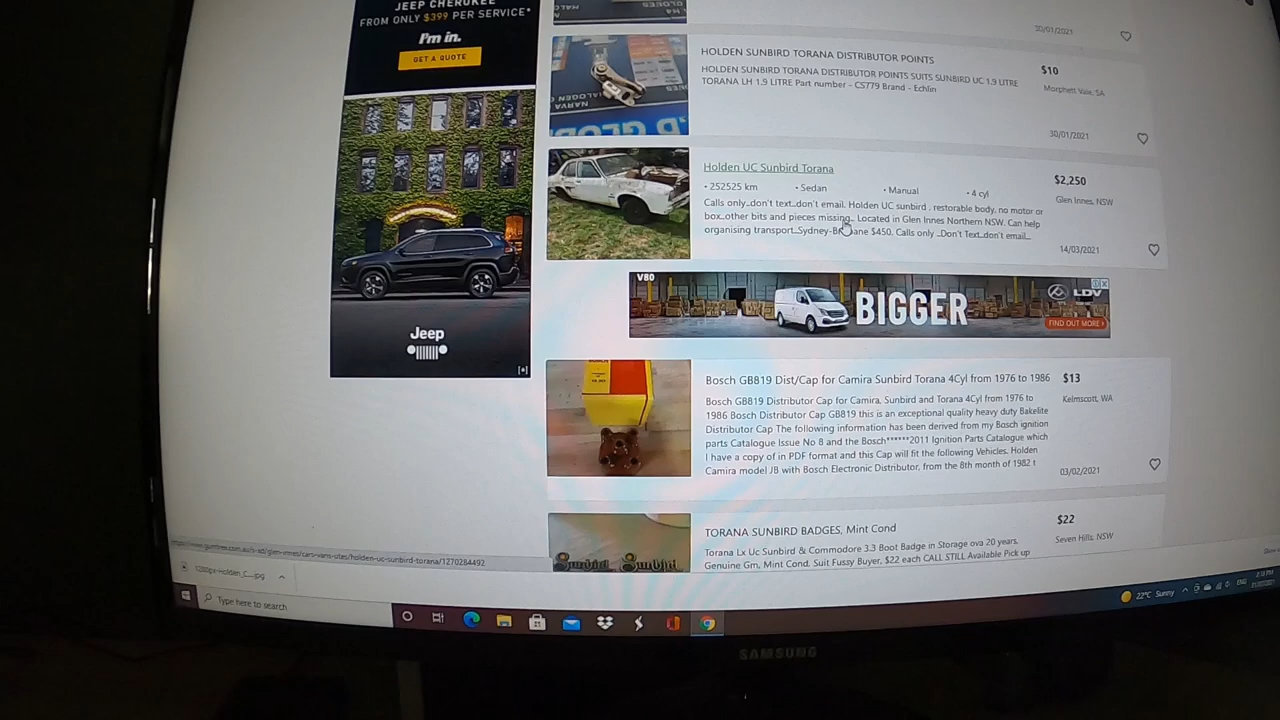 JEEP CHEROKEE
FROM ONLY $399 PER SERVICE*
I'm in.
GET A QUOTE
Jeep
30/01/2021
HOLDEN SUNBIRD TORANA DISTRIBUTOR POINTS
HOLDEN SUNBIRD TORANA DISTRIBUTOR POINTS SUITS SUNBIRD UC 1.9 LITRE
TORANA LH 1.9 LITRE Part number - CS779 Brand - Echlin
$10
Morphett Vale, SA
30/01/2021
Holden UC Sunbird Torana
• 252525 km • Sedan • Manual • 4 cyl
Calls only..don't text..don't email. Holden UC sunbird . restorable body, no motor or
box..other bits and pieces missing.. Located in Glen Innes Northern NSW. Can help
organising transport..Sydney-Br ane $450. Calls only ..Don't Text..don't email...
$2,250
Glen Innes, NSW
14/03/2021
V80
BIGGER
LDV
FIND OUT MORE
Bosch GB819 Dist/Cap for Camira Sunbird Torana 4Cyl from 1976 to 1986
Bosch GB819 Distributor Cap for Camira, Sunbird and Torana 4Cyl from 1976 to
1986 Bosch Distributor Cap GB819 this is an exceptional quality heavy duty Bakelite
Distributor Cap The following information has been derived from my Bosch ignition
parts Catalogue Issue No 8 and the Bosch******2011 Ignition Parts Catalogue which
I have a copy of in PDF format and this Cap will fit the following Vehicles. Holden
Camira model JB with Bosch Electronic Distributor, from the 8th month of 1982 t
$13
Kelmscott, WA
03/02/2021
TORANA SUNBIRD BADGES, Mint Cond
Torana Lx Uc Sunbird & Commodore 3.3 Boot Badge in Storage ova 20 years,
Genuine Gm, Mint Cond, Suit Fussy Buyer, $22 each CALL STILL Available Pick up
$22
Seven Hills, NSW
Sunbird Sunbird
1200px-Holden_C....jpg
Type here to search
22°C Sunny
ENG
SAMSUNG